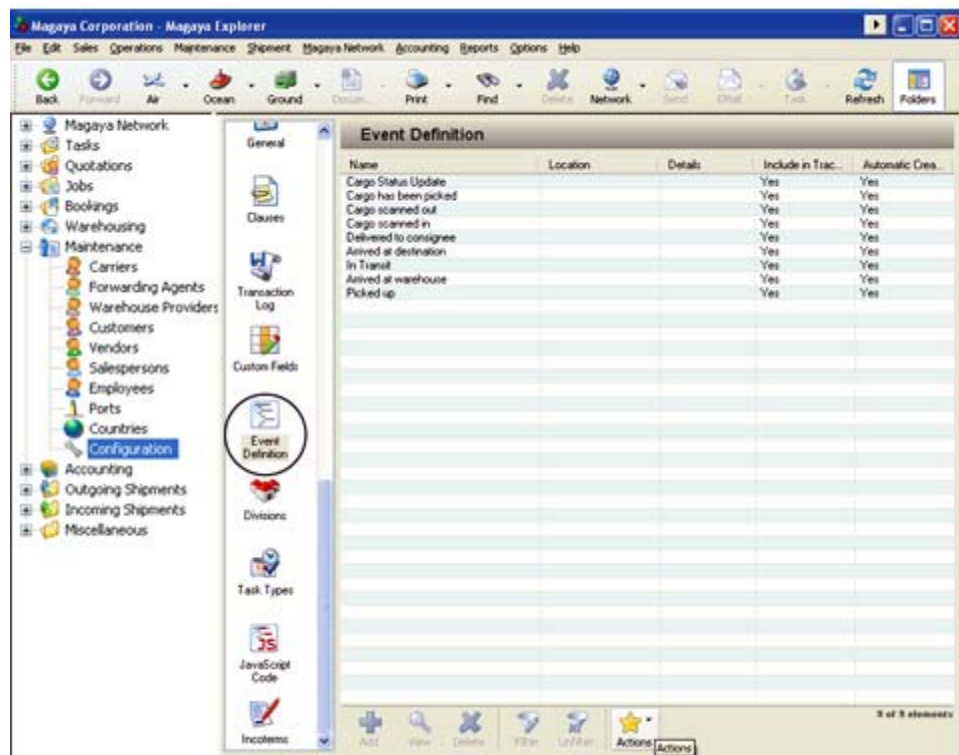 Magaya Corporation - Magaya Explorer
File Edit Sales Operations Maintenance Shipment Magaya Network Accounting Reports Options Help
Back Forward Air Ocean Ground Docum... Print Find Delete Network Send EMail Task Refresh Folders
Magaya Network
Tasks
Quotations
Jobs
Bookings
Warehousing
Maintenance
Carriers
Forwarding Agents
Warehouse Providers
Customers
Vendors
Salespersons
Employees
Ports
Countries
Configuration
Accounting
Outgoing Shipments
Incoming Shipments
Miscellaneous
General
Clauses
Transaction
Log
Custom Fields
Event
Definition
Divisions
Task Types
JS
JavaScript
Code
Incoterms
Event Definition
Name Location Details Include in Trac... Automatic Crea...
Cargo Status Update Yes Yes
Cargo has been picked Yes Yes
Cargo scanned out Yes Yes
Cargo scanned in Yes Yes
Delivered to consignee Yes Yes
Arrived at destination Yes Yes
In Transit Yes Yes
Arrived at warehouse Yes Yes
Picked up Yes Yes
9 of 9 elements
Add View Delete Filter UnFilter Actions Actions